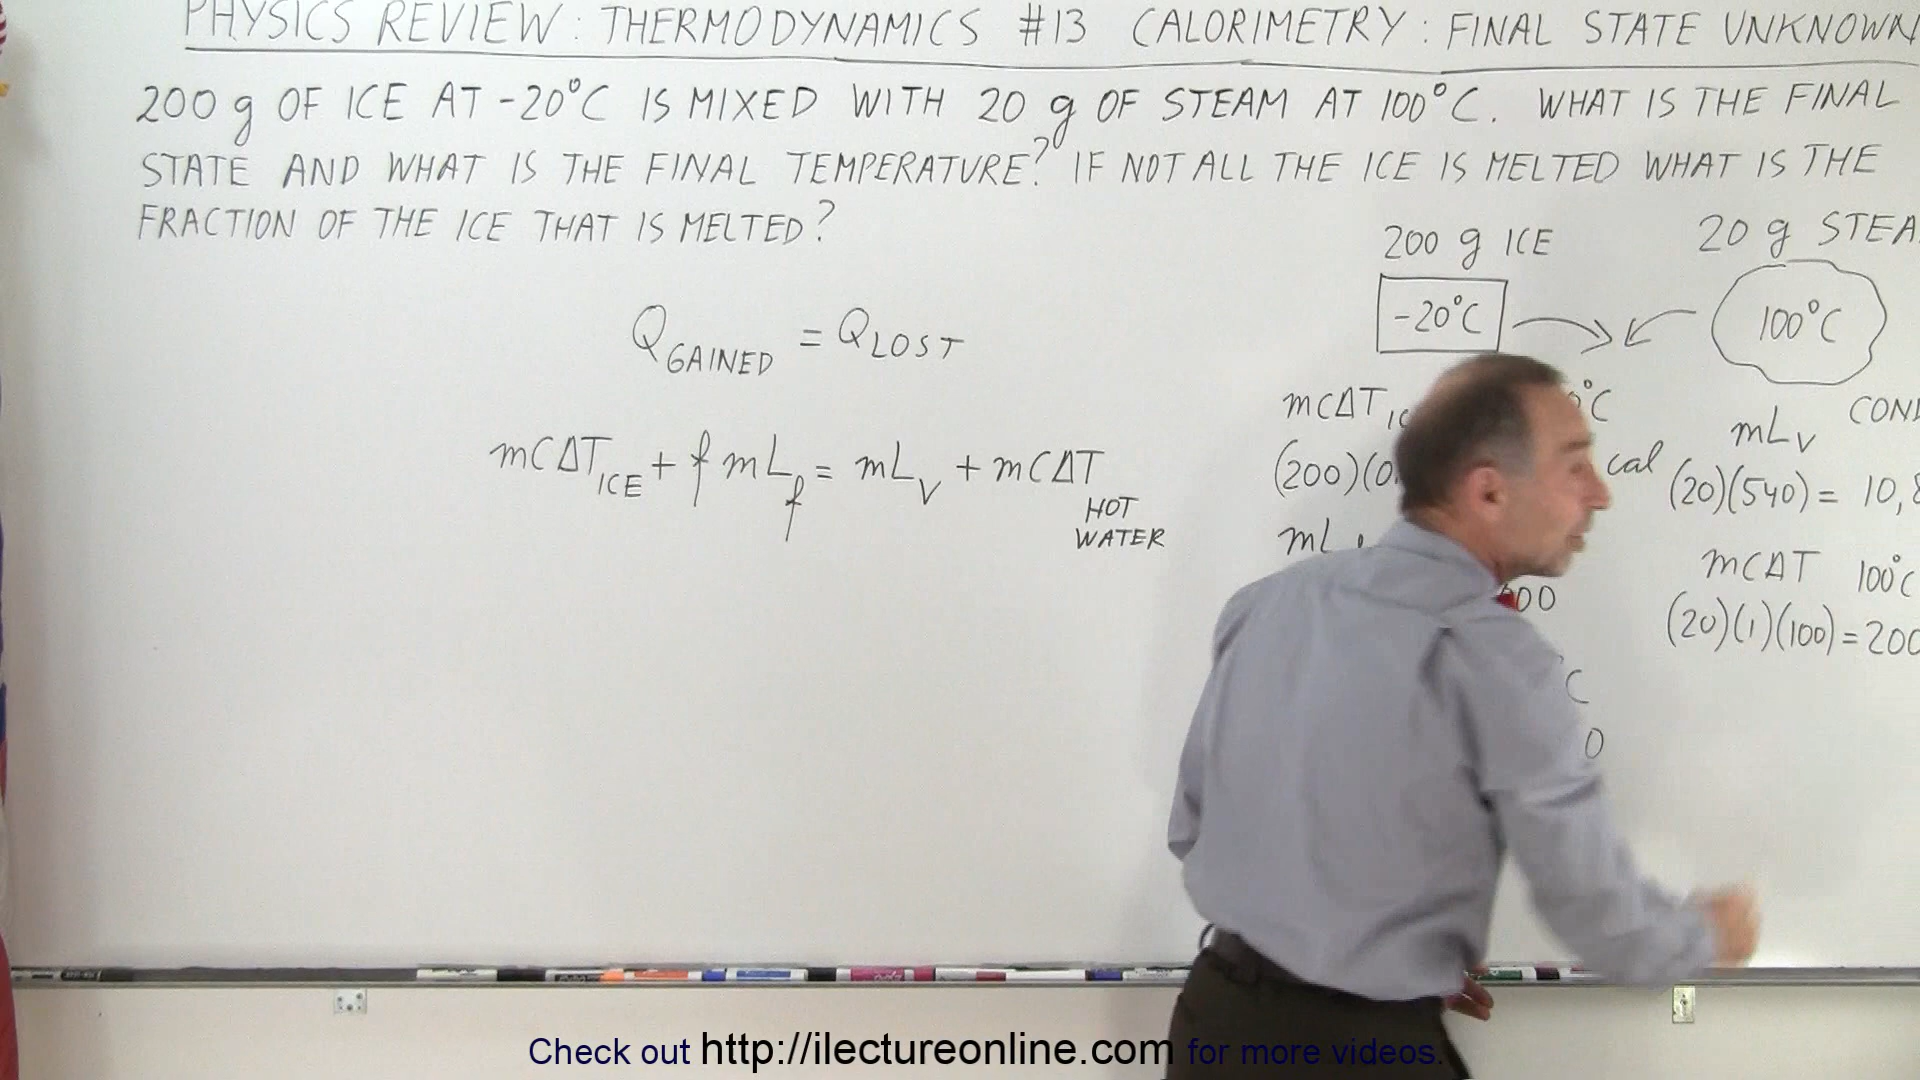 PHYSICS REVIEW: THERMODYNAMICS #13 CALORIMETRY: FINAL STATE UNKNOWN
200 g OF ICE AT -20°C IS MIXED WITH 20 g OF STEAM AT 100°C. WHAT IS THE FINAL
STATE AND WHAT IS THE FINAL TEMPERATURE? IF NOT ALL THE ICE IS MELTED WHAT IS THE
FRACTION OF THE ICE THAT IS MELTED?
200 g ICE 20 g STEA
-20°C 100°C
Q GAINED = Q LOST
mCΔT ICE + f mL f = mL V + mCΔT HOT WATER
mCΔT °C
(200)(0 cal
mL
00
°C
0
mL V COND
(20)(540) = 10,8
mCΔT 100°C
(20)(1)(100) = 200
Check out http://ilectureonline.com for more videos.